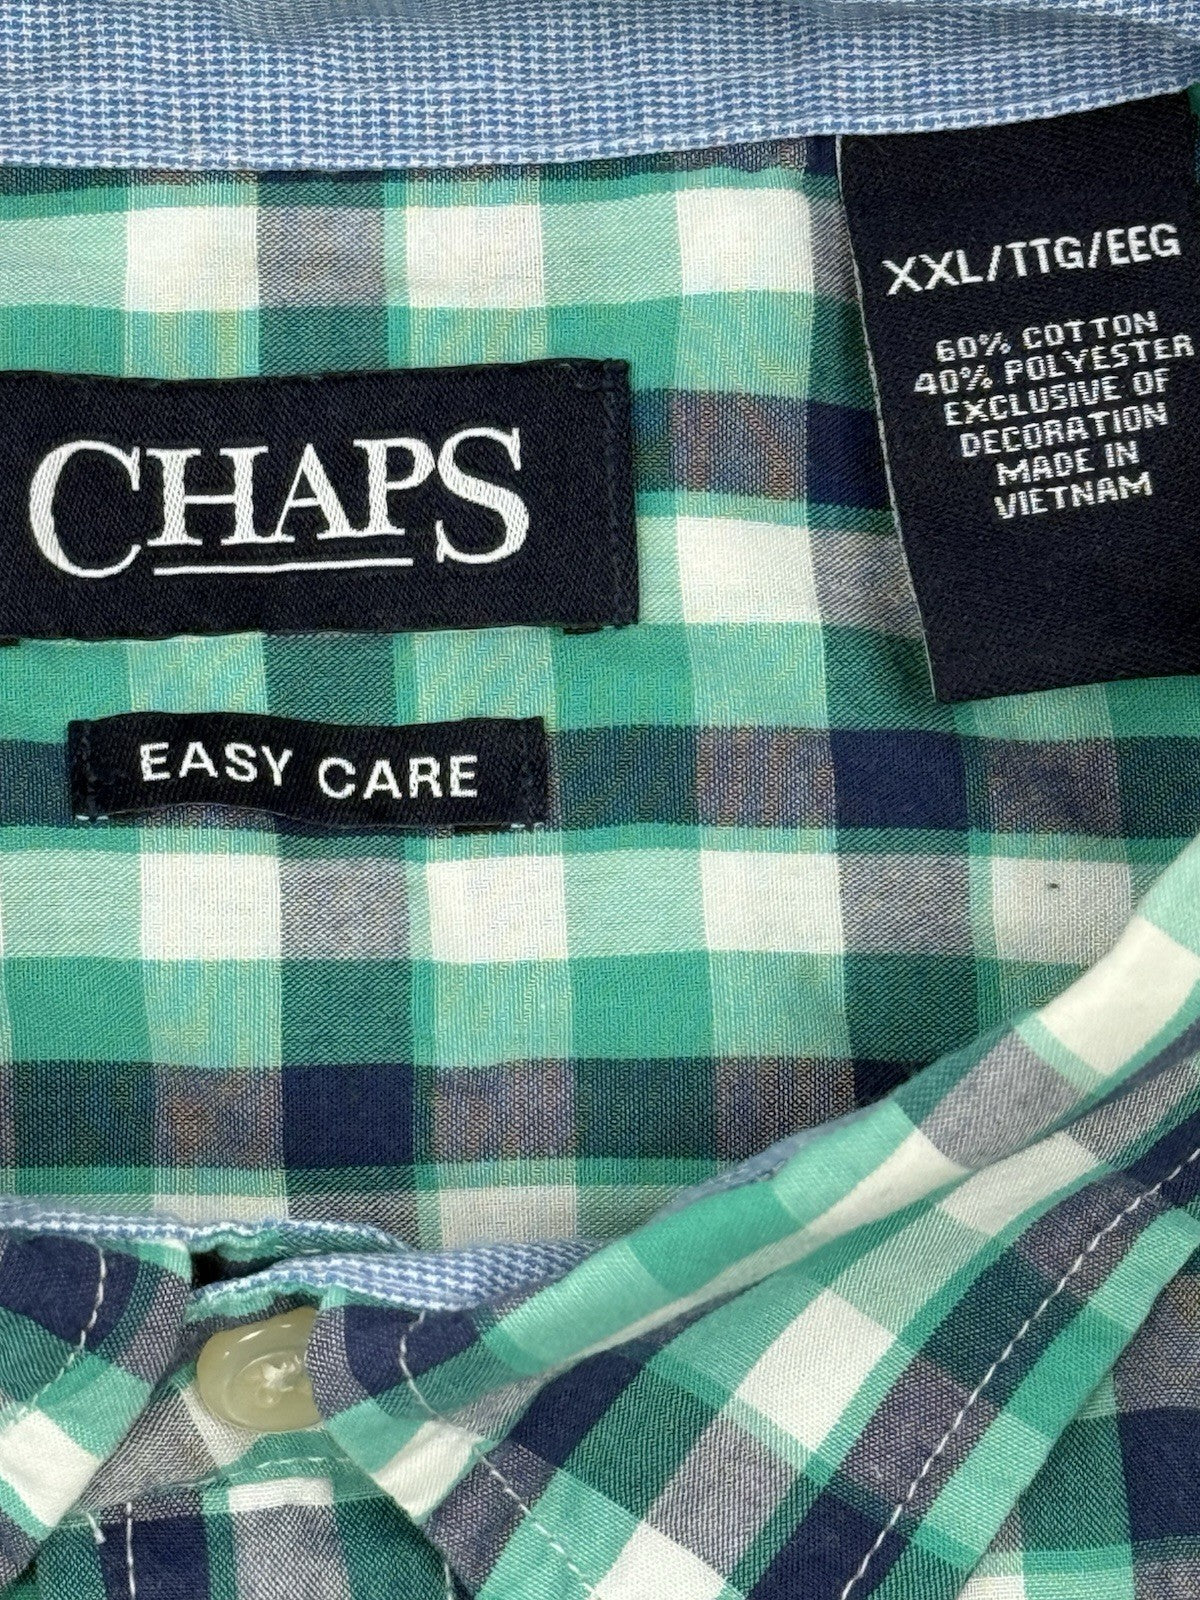 CHAPS
EASY CARE
XXL/TTG/EEG
60% COTTON
40% POLYESTER
EXCLUSIVE OF
DECORATION
MADE IN
VIETNAM